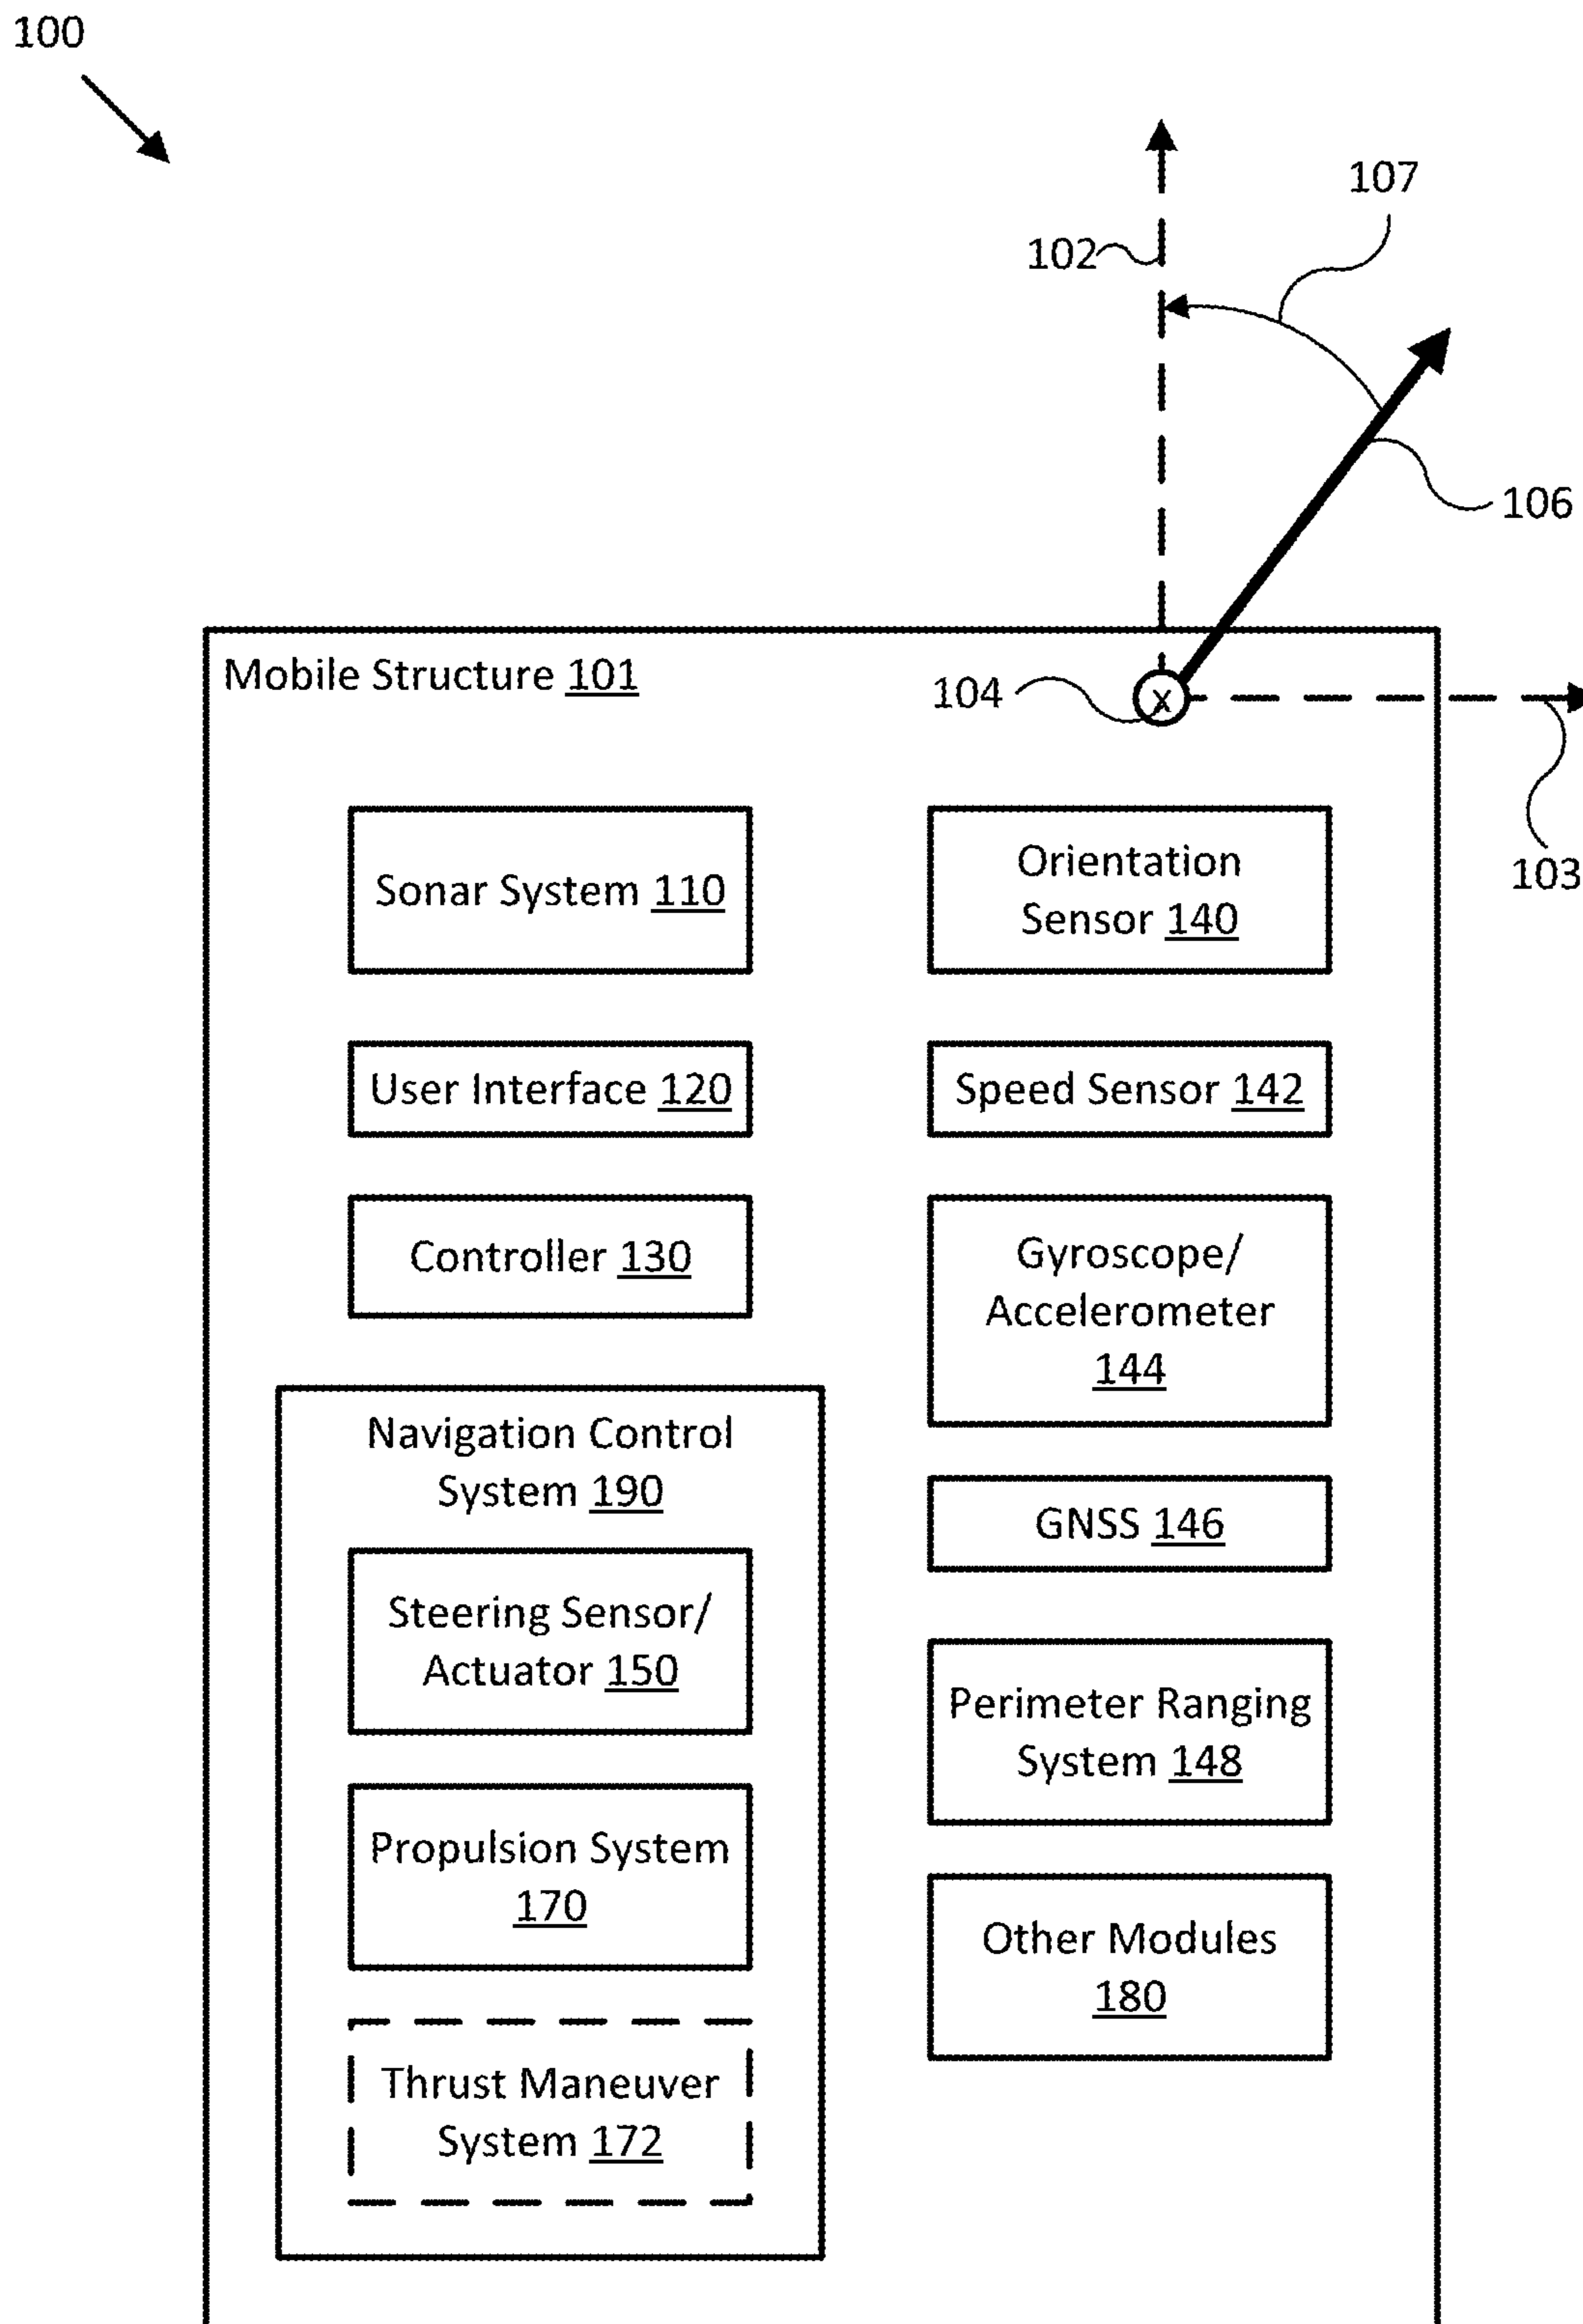 100
107
102
106
Mobile Structure 101
104
103
Sonar System 110
Orientation
Sensor 140
User Interface 120
Speed Sensor 142
Controller 130
Gyroscope/
Accelerometer
144
Navigation Control
System 190
GNSS 146
Steering Sensor/
Actuator 150
Perimeter Ranging
System 148
Propulsion System
170
Other Modules
180
Thrust Maneuver
System 172
x